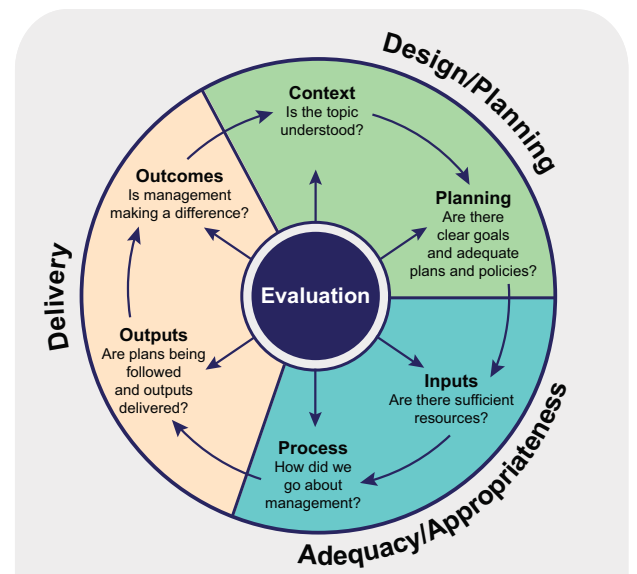 Design/Planning
Context
Is the topic
understood?
Planning
Are there
clear goals
and adequate
plans and policies?
Adequacy/Appropriateness
Inputs
Are there sufficient
resources?
Process
How did we
go about
management?
Delivery
Outputs
Are plans being
followed
and outputs
delivered?
Outcomes
Is management
making a difference?
Evaluation